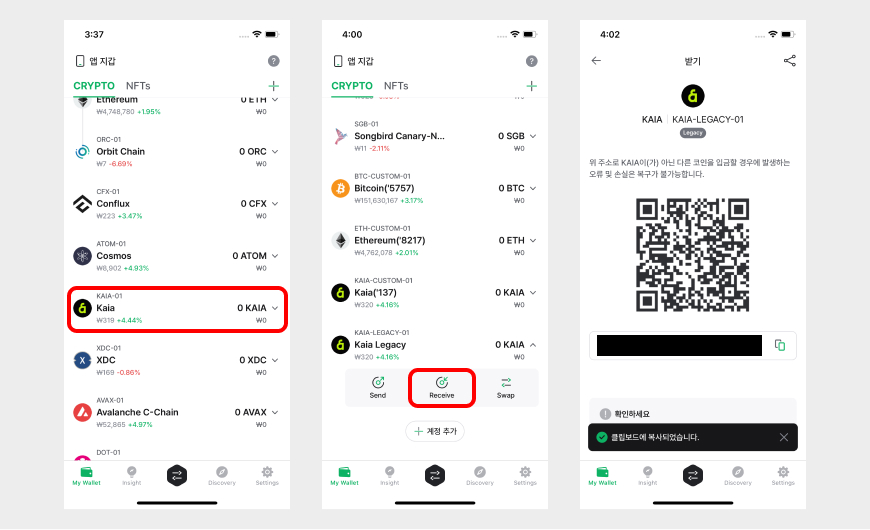 3:37
앱 지갑
?
CRYPTO NFTs
Ethereum 0 ETH
₩4,748,780 +1.95% ₩0
ORC-01
Orbit Chain 0 ORC
₩7 -6.69% ₩0
CFX-01
Conflux 0 CFX
₩223 +3.47% ₩0
ATOM-01
Cosmos 0 ATOM
₩8,902 +4.93% ₩0
KAIA-01
Kaia 0 KAIA
₩319 +4.44% ₩0
XDC-01
XDC 0 XDC
₩169 -0.86% ₩0
AVAX-01
Avalanche C-Chain 0 AVAX
₩52,865 +4.97% ₩0
DOT-01
My Wallet Insight Discovery Settings
4:00
앱 지갑
?
CRYPTO NFTs
₩0
SGB-01
Songbird Canary-N... 0 SGB
₩11 -2.11% ₩0
BTC-CUSTOM-01
Bitcoin('5757) 0 BTC
₩151,630,167 +3.17% ₩0
ETH-CUSTOM-01
Ethereum('8217) 0 ETH
₩4,762,078 +2.01% ₩0
KAIA-CUSTOM-01
Kaia('137) 0 KAIA
₩320 +4.16% ₩0
KAIA-LEGACY-01
Kaia Legacy 0 KAIA
₩320 +4.16% ₩0
Send Receive Swap
계정 추가
My Wallet Insight Discovery Settings
4:02
받기
KAIA KAIA-LEGACY-01
Legacy
위 주소로 KAIA이(가) 아닌 다른 코인을 입금할 경우에 발생하는
오류 및 손실은 복구가 불가능합니다.
확인하세요
클립보드에 복사되었습니다.
My Wallet Insight Discovery Settings